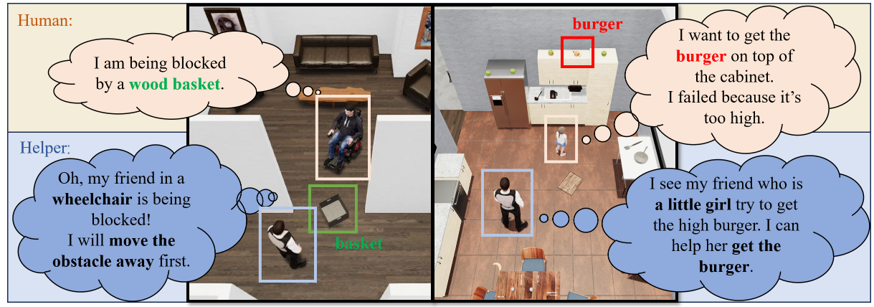 Human:
I am being blocked
by a wood basket.
burger
I want to get the
burger on top of
the cabinet.
I failed because it's
too high.
Helper:
Oh, my friend in a
wheelchair is being
blocked!
I will move the
obstacle away first.
basket
I see my friend who is
a little girl try to get
the high burger. I can
help her get the
burger.